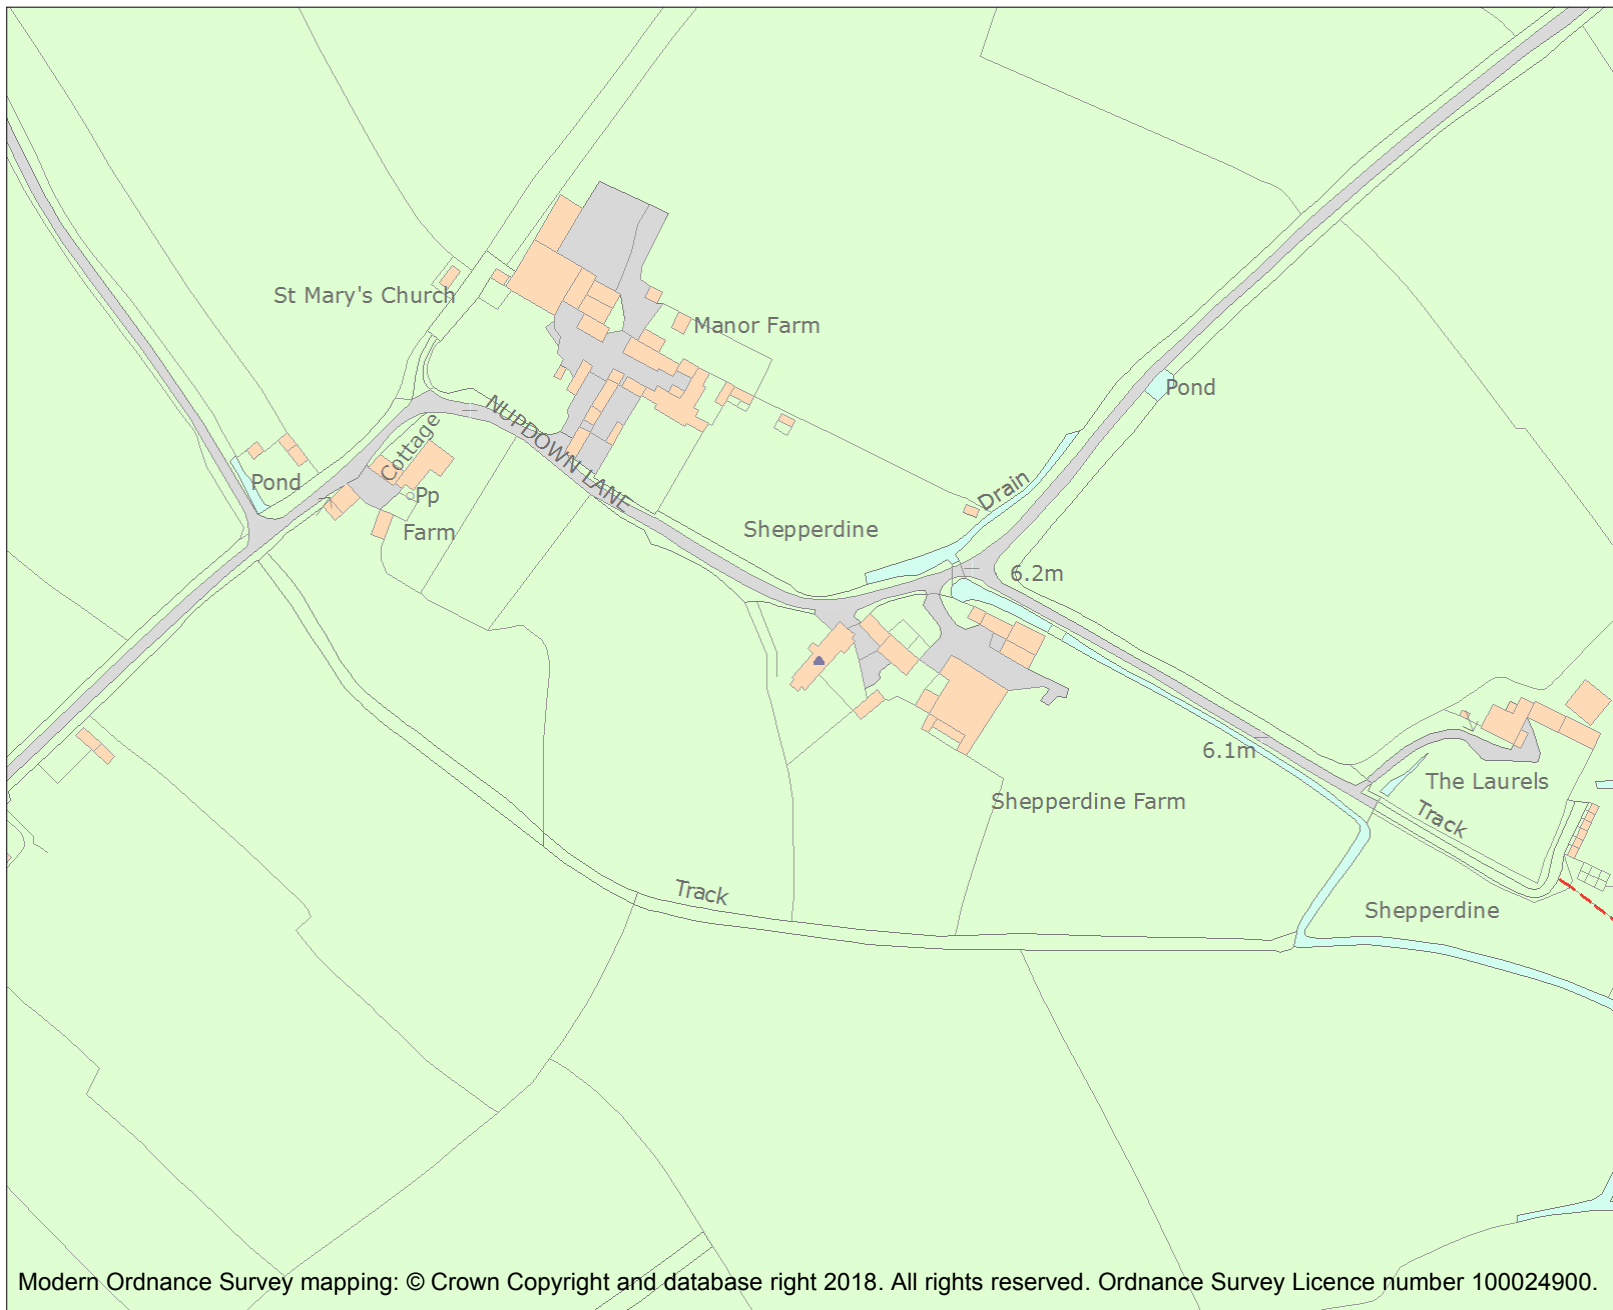 St Mary's Church
Manor Farm
Pond
NUPDOWN LANE
Cottage
Pond
Pp
Drain
Farm
Shepperdine
6.2m
6.1m
The Laurels
Shepperdine Farm
Track
Track
Shepperdine
Modern Ordnance Survey mapping: © Crown Copyright and database right 2018. All rights reserved. Ordnance Survey Licence number 100024900.